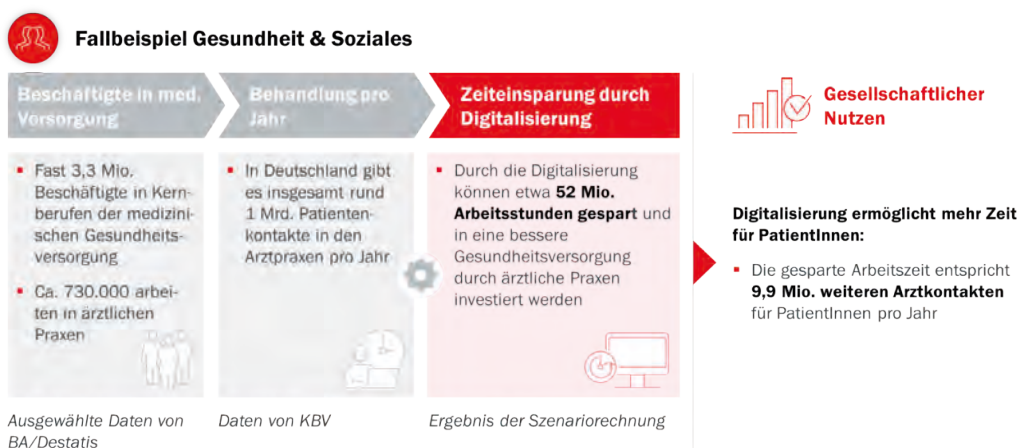 Fallbeispiel Gesundheit & Soziales
Beschäftigte in med.
Versorgung
Behandlung pro
Jahr
Zeiteinsparung durch
Digitalisierung
Gesellschaftlicher
Nutzen
▪ Fast 3,3 Mio.
Beschäftigte in Kern-
berufen der medizini-
schen Gesundheits-
versorgung
▪ Ca. 730.000 arbei-
ten in ärztlichen
Praxen
▪ In Deutschland gibt
es insgesamt rund
1 Mrd. Patienten-
kontakte in den
Arztpraxen pro Jahr
▪ Durch die Digitalisierung
können etwa 52 Mio.
Arbeitsstunden gespart und
in eine bessere
Gesundheitsversorgung
durch ärztliche Praxen
investiert werden
Digitalisierung ermöglicht mehr Zeit
für PatientInnen:
▪ Die gesparte Arbeitszeit entspricht
9,9 Mio. weiteren Arztkontakten
für PatientInnen pro Jahr
Ausgewählte Daten von
BA/Destatis
Daten von KBV
Ergebnis der Szenariorechnung